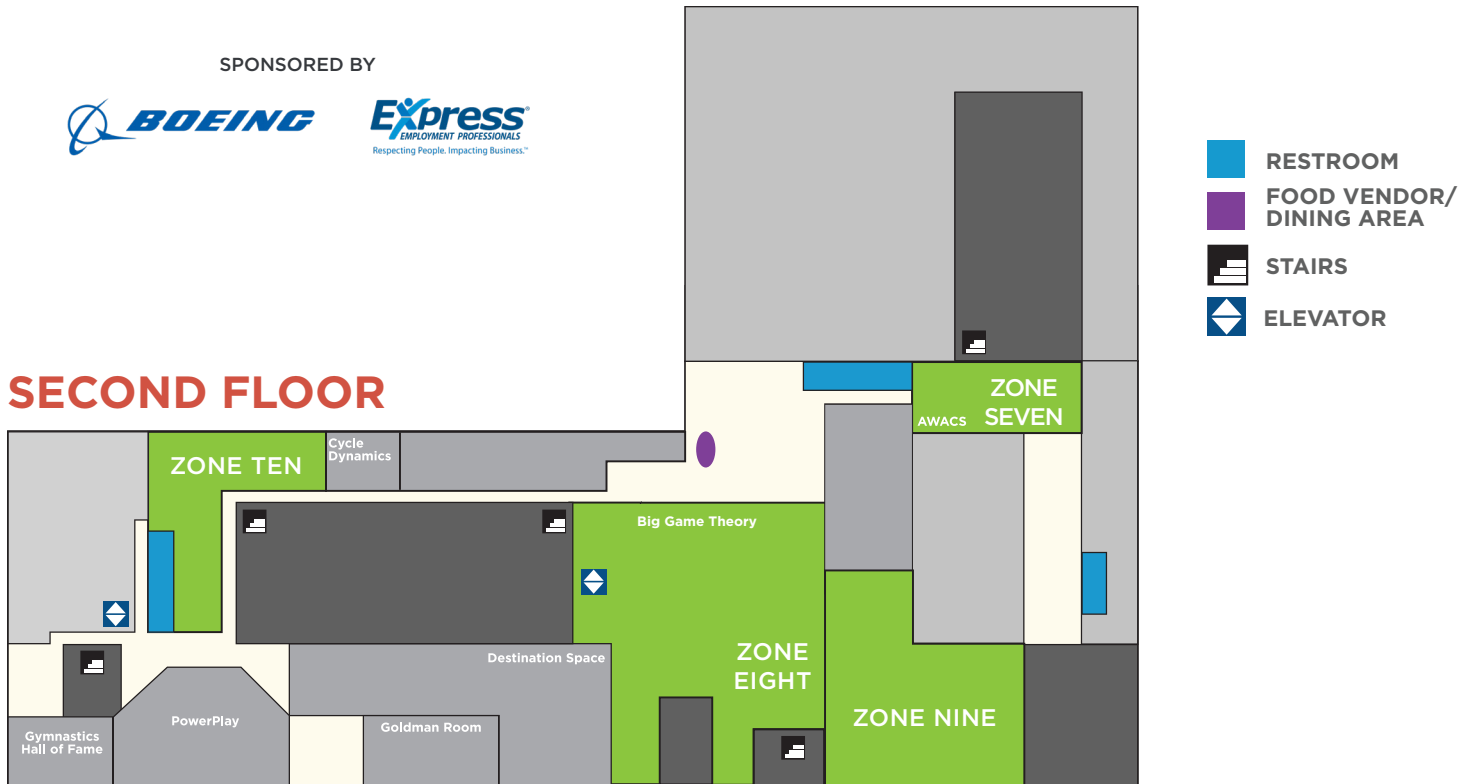 SPONSORED BY
BOEING
Express®
EMPLOYMENT PROFESSIONALS
Respecting People. Impacting Business.™
RESTROOM
FOOD VENDOR/
DINING AREA
STAIRS
ELEVATOR
SECOND FLOOR
ZONE
SEVEN
AWACS
ZONE TEN
Cycle
Dynamics
Big Game Theory
Destination Space
ZONE
EIGHT
ZONE NINE
PowerPlay
Goldman Room
Gymnastics
Hall of Fame